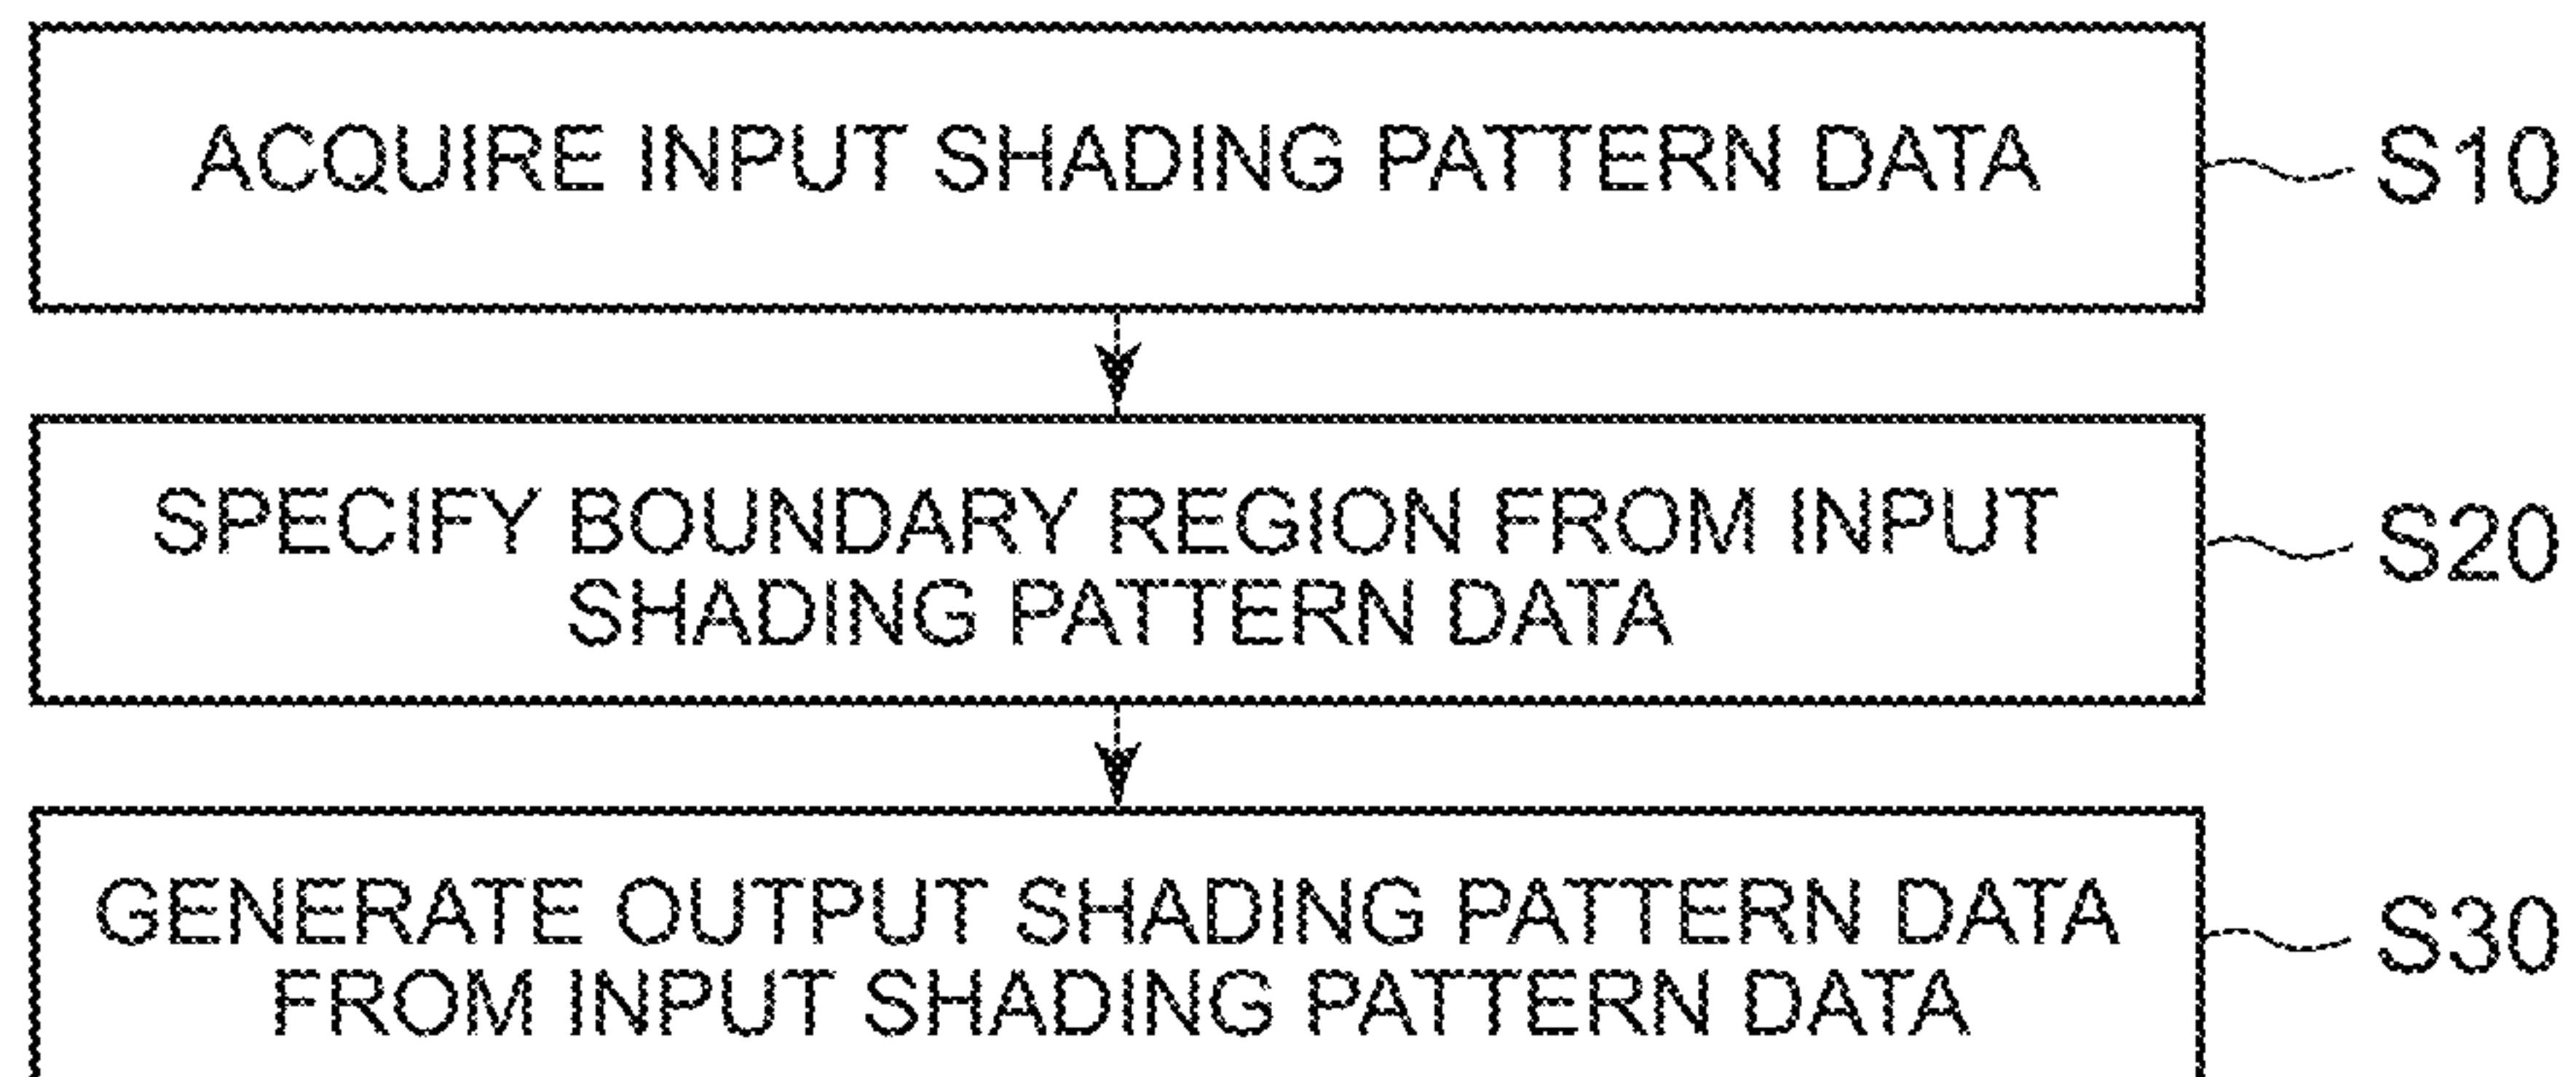 ACQUIRE INPUT SHADING PATTERN DATA
S10
SPECIFY BOUNDARY REGION FROM INPUT
SHADING PATTERN DATA
S20
GENERATE OUTPUT SHADING PATTERN DATA
FROM INPUT SHADING PATTERN DATA
S30